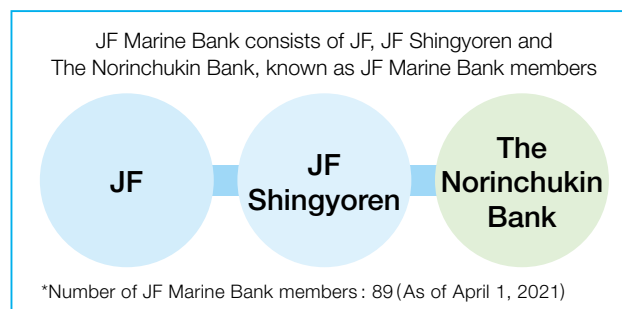 JF Marine Bank consists of JF, JF Shingyoren and
The Norinchukin Bank, known as JF Marine Bank members
JF
JF
Shingyoren
The
Norinchukin
Bank
*Number of JF Marine Bank members : 89 (As of April 1, 2021)